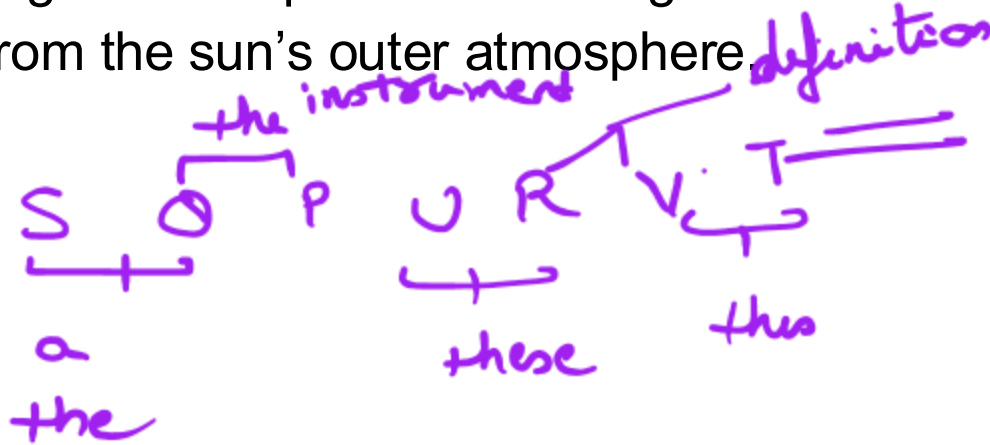 rom the sun's outer atmosphere.
definition
the instrument
S Q P U R V T
these this
a
the